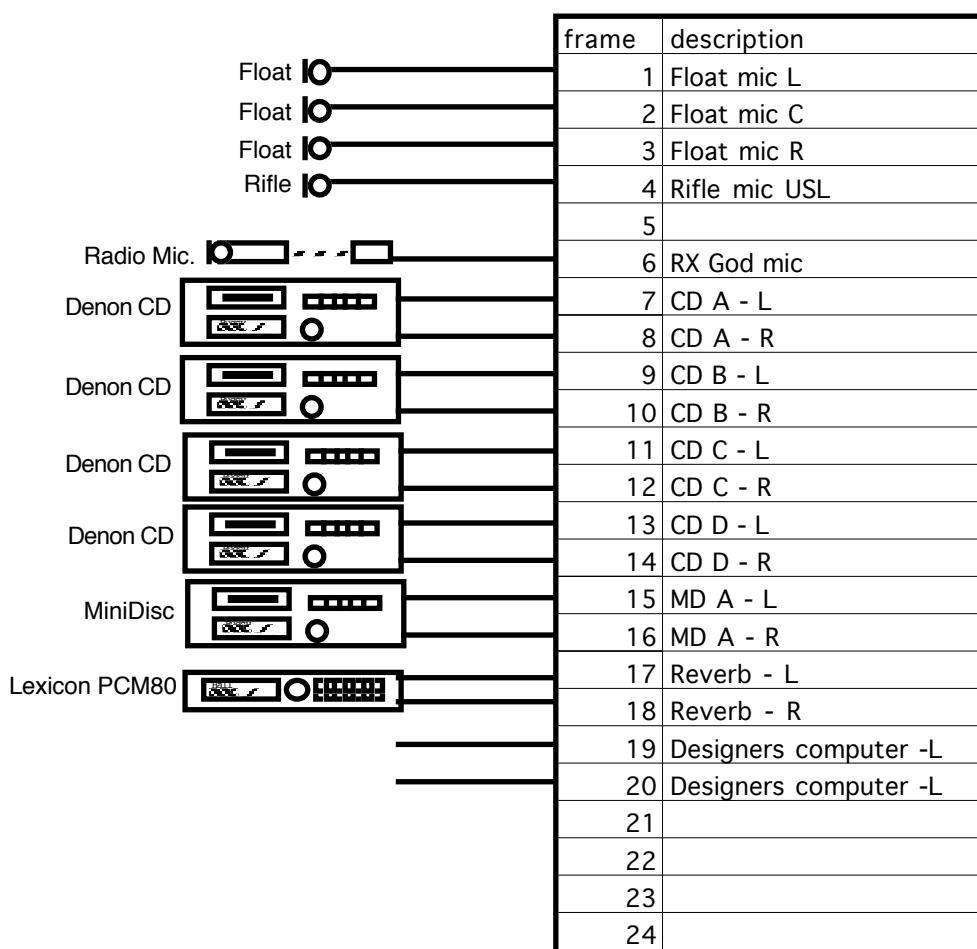 frame description
Float 1 Float mic L
Float 2 Float mic C
Float 3 Float mic R
Rifle 4 Rifle mic USL
5
Radio Mic. 6 RX God mic
Denon CD 7 CD A - L
8 CD A - R
Denon CD 9 CD B - L
10 CD B - R
Denon CD 11 CD C - L
12 CD C - R
Denon CD 13 CD D - L
14 CD D - R
MiniDisc 15 MD A - L
16 MD A - R
Lexicon PCM80 17 Reverb - L
18 Reverb - R
19 Designers computer -L
20 Designers computer -L
21
22
23
24